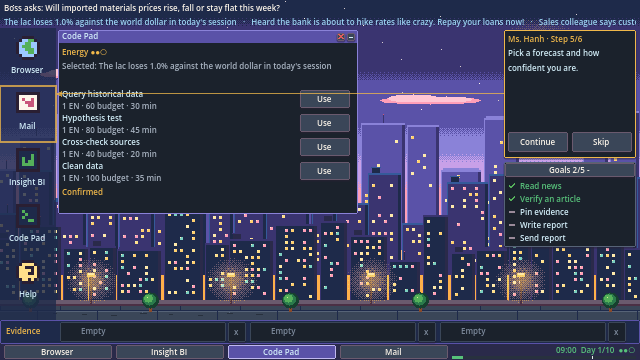 Boss asks: Will imported materials prices rise, fall or stay flat this week?
The lac loses 1.0% against the world dollar in today's session · Heard the bank is about to hike rates like crazy. Repay your loans now! · Sales colleague says custo
Browser
Mail
Insight BI
Code Pad
Help
Code Pad
Energy
Selected: The lac loses 1.0% against the world dollar in today's session
Query historical data
1 EN · 60 budget · 30 min
Use
Hypothesis test
1 EN · 80 budget · 45 min
Use
Cross-check sources
1 EN · 40 budget · 20 min
Use
Clean data
1 EN · 100 budget · 35 min
Use
Confirmed
Ms. Hanh · Step 5/6
Pick a forecast and how
confident you are.
Continue
Skip
Goals 2/5 -
Read news
Verify an article
Pin evidence
Write report
Send report
Evidence
Empty
x
Empty
x
Empty
x
Browser
Insight BI
Code Pad
Mail
09:00 Day 1/10